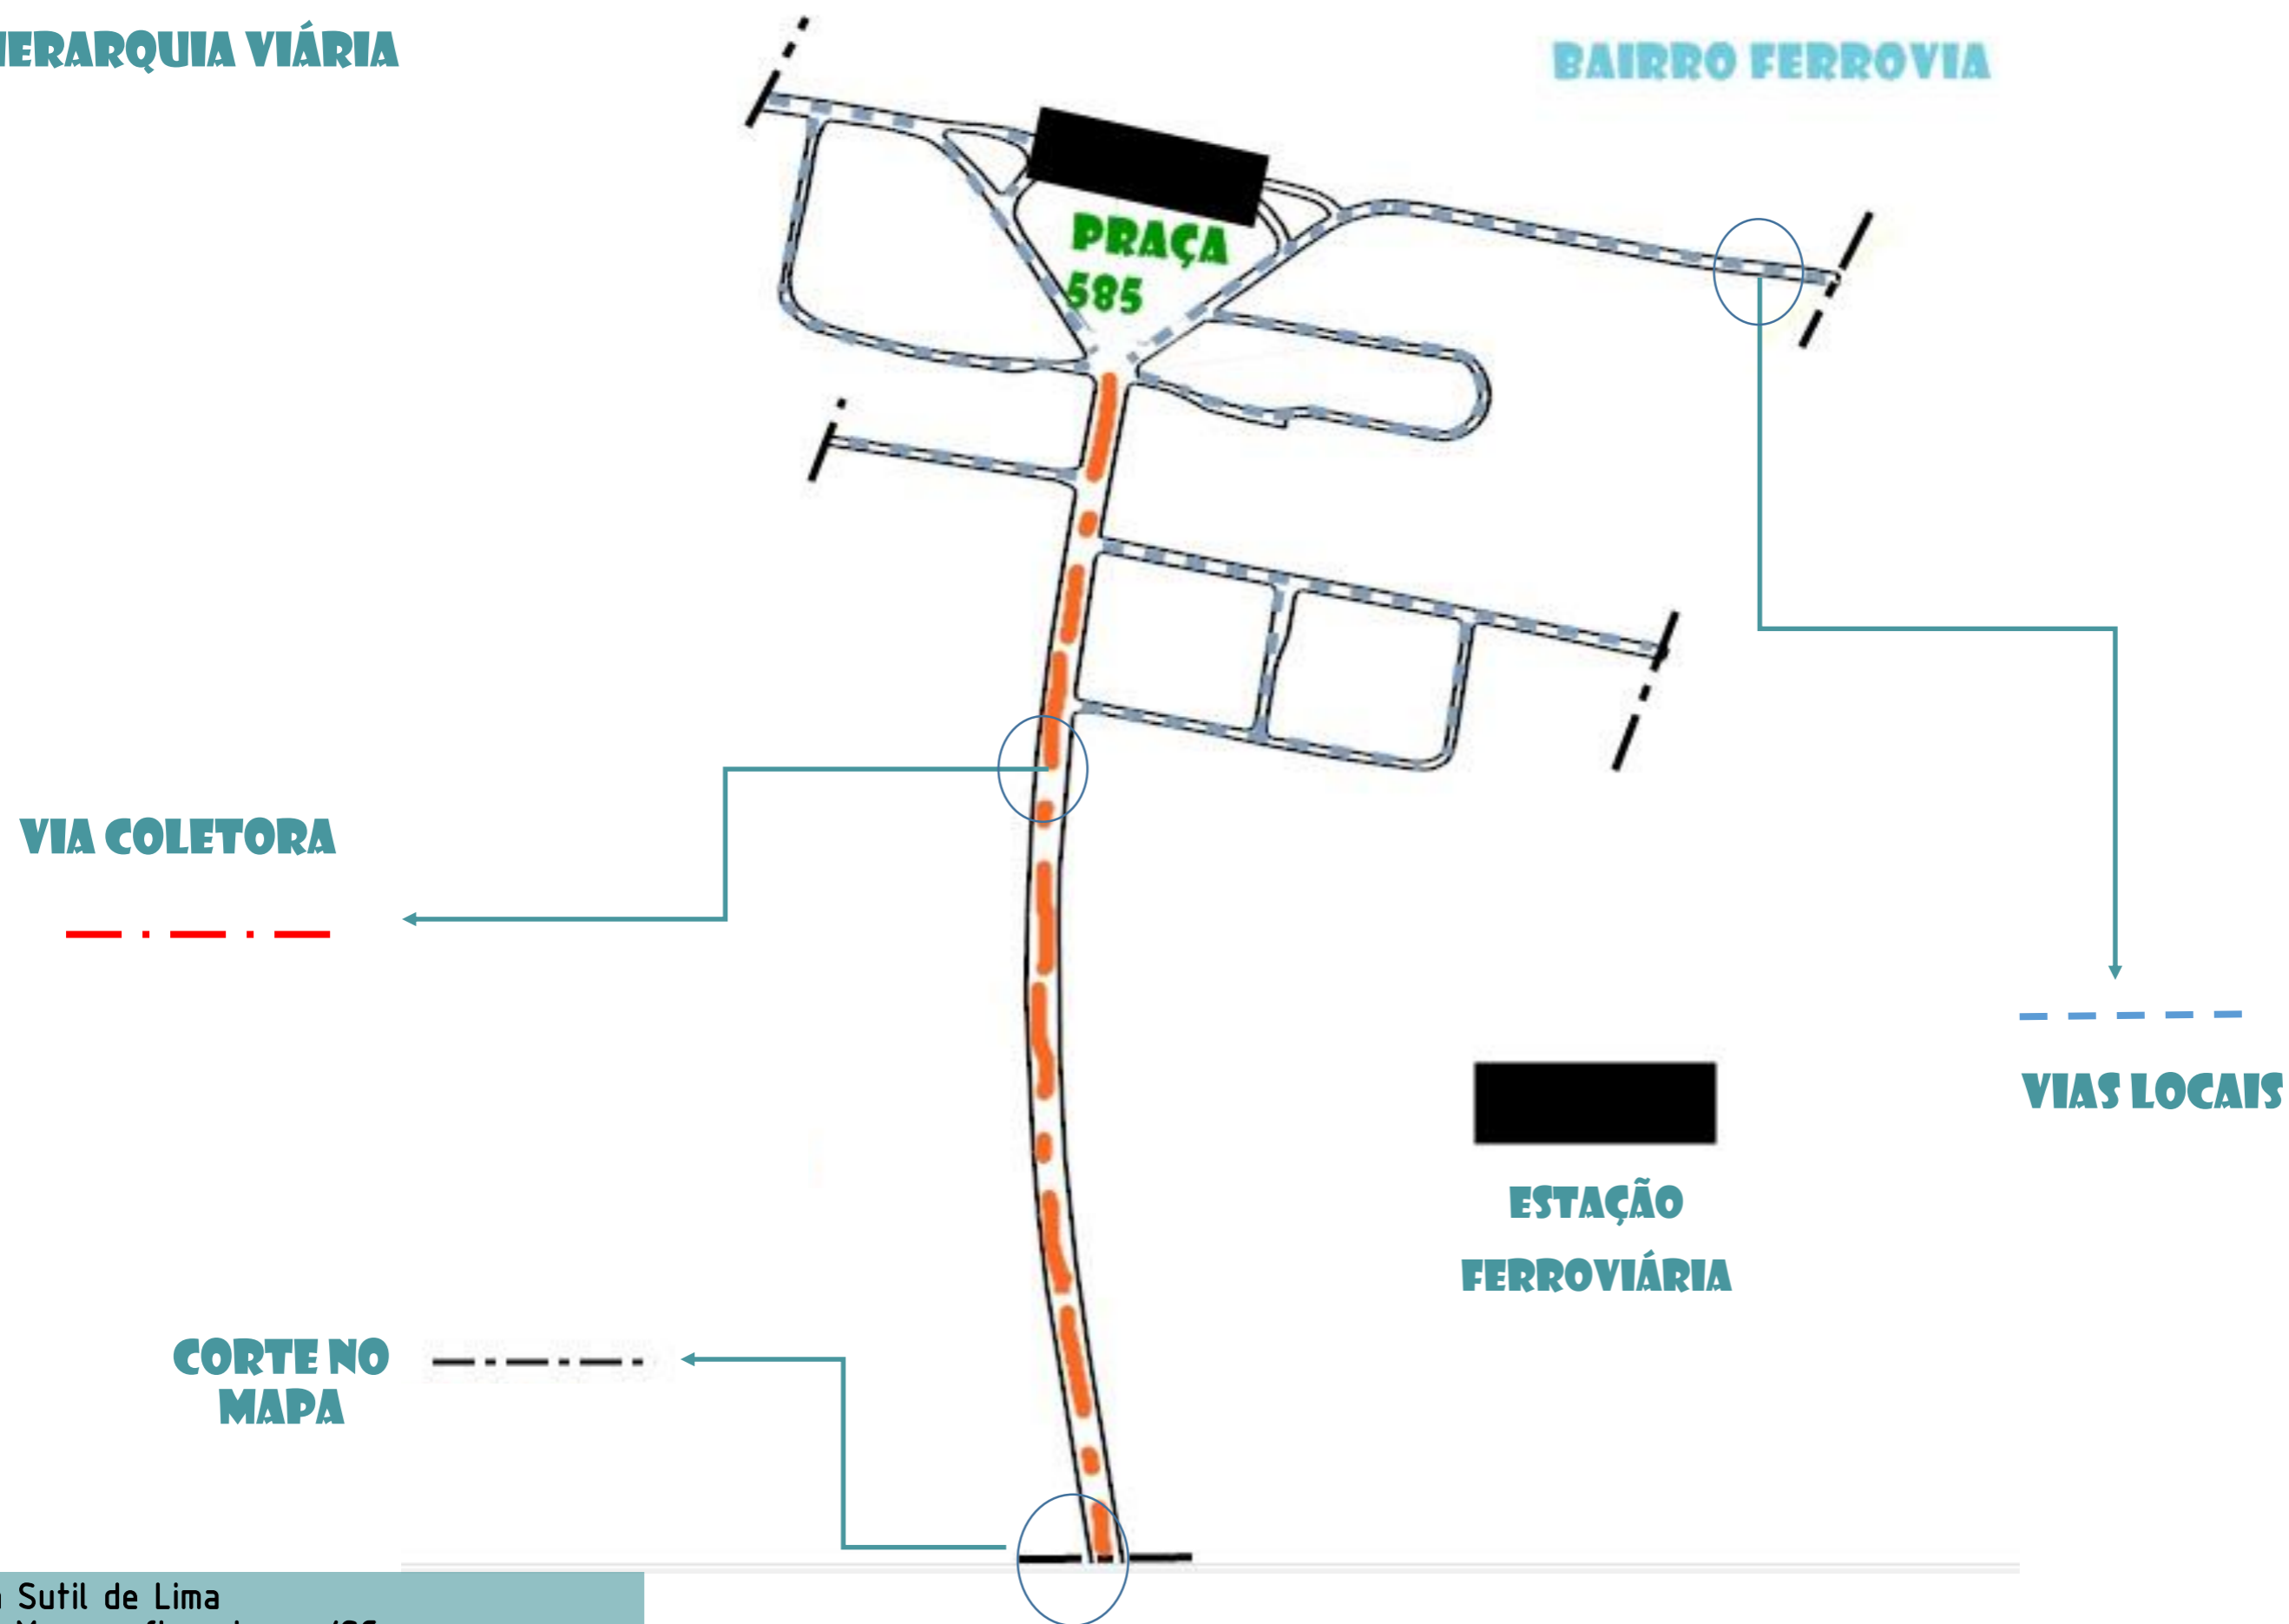 IERARQUIA VIÁRIA
BAIRRO FERROVIA
PRAÇA
585
VIA COLETORA
VIAS LOCAIS
ESTAÇÃO
FERROVIÁRIA
CORTE NO
MAPA
Sutil de Lima